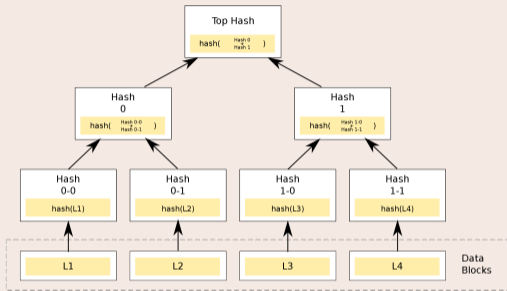 Top Hash
hash( Hash 0
+
Hash 1 )
Hash
0
hash( Hash 0-0
+
Hash 0-1 )
Hash
1
hash( Hash 1-0
+
Hash 1-1 )
Hash
0-0
hash(L1)
Hash
0-1
hash(L2)
Hash
1-0
hash(L3)
Hash
1-1
hash(L4)
L1
L2
L3
L4
Data
Blocks